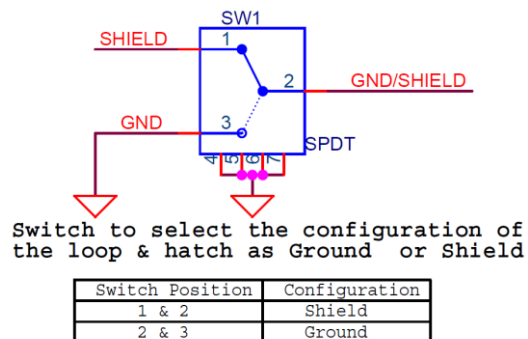 SW1
SHIELD
1
2
GND/SHIELD
GND
3
SPDT
4 5 6 7
Switch to select the configuration of
the loop & hatch as Ground or Shield
Switch Position Configuration
1 & 2 Shield
2 & 3 Ground